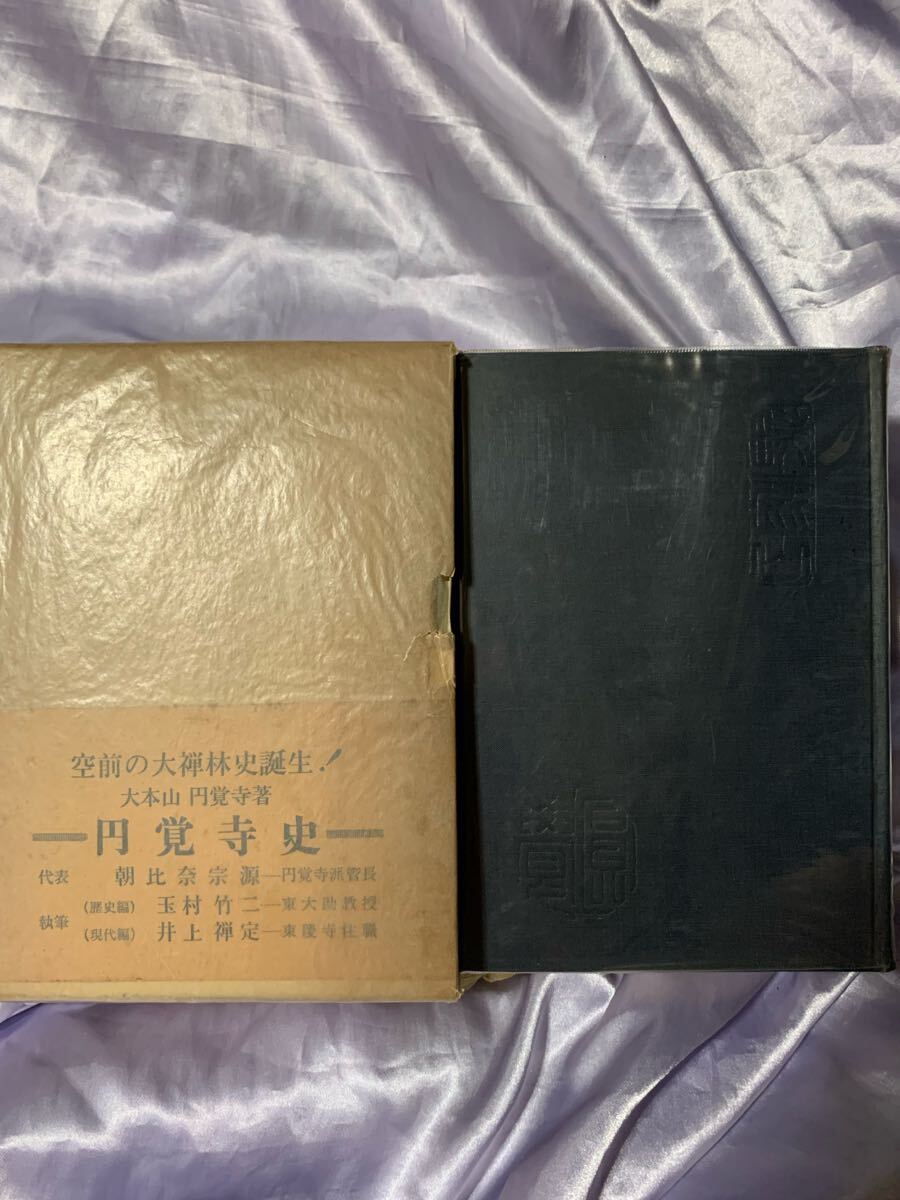 空前の大禅林史誕生!
大本山 円覚寺著
円覚寺史
代表 朝比奈宗源―円覚寺派管長
執筆 (歴史編) 玉村竹二―東大助教授
(現代編) 井上禅定―東慶寺住職